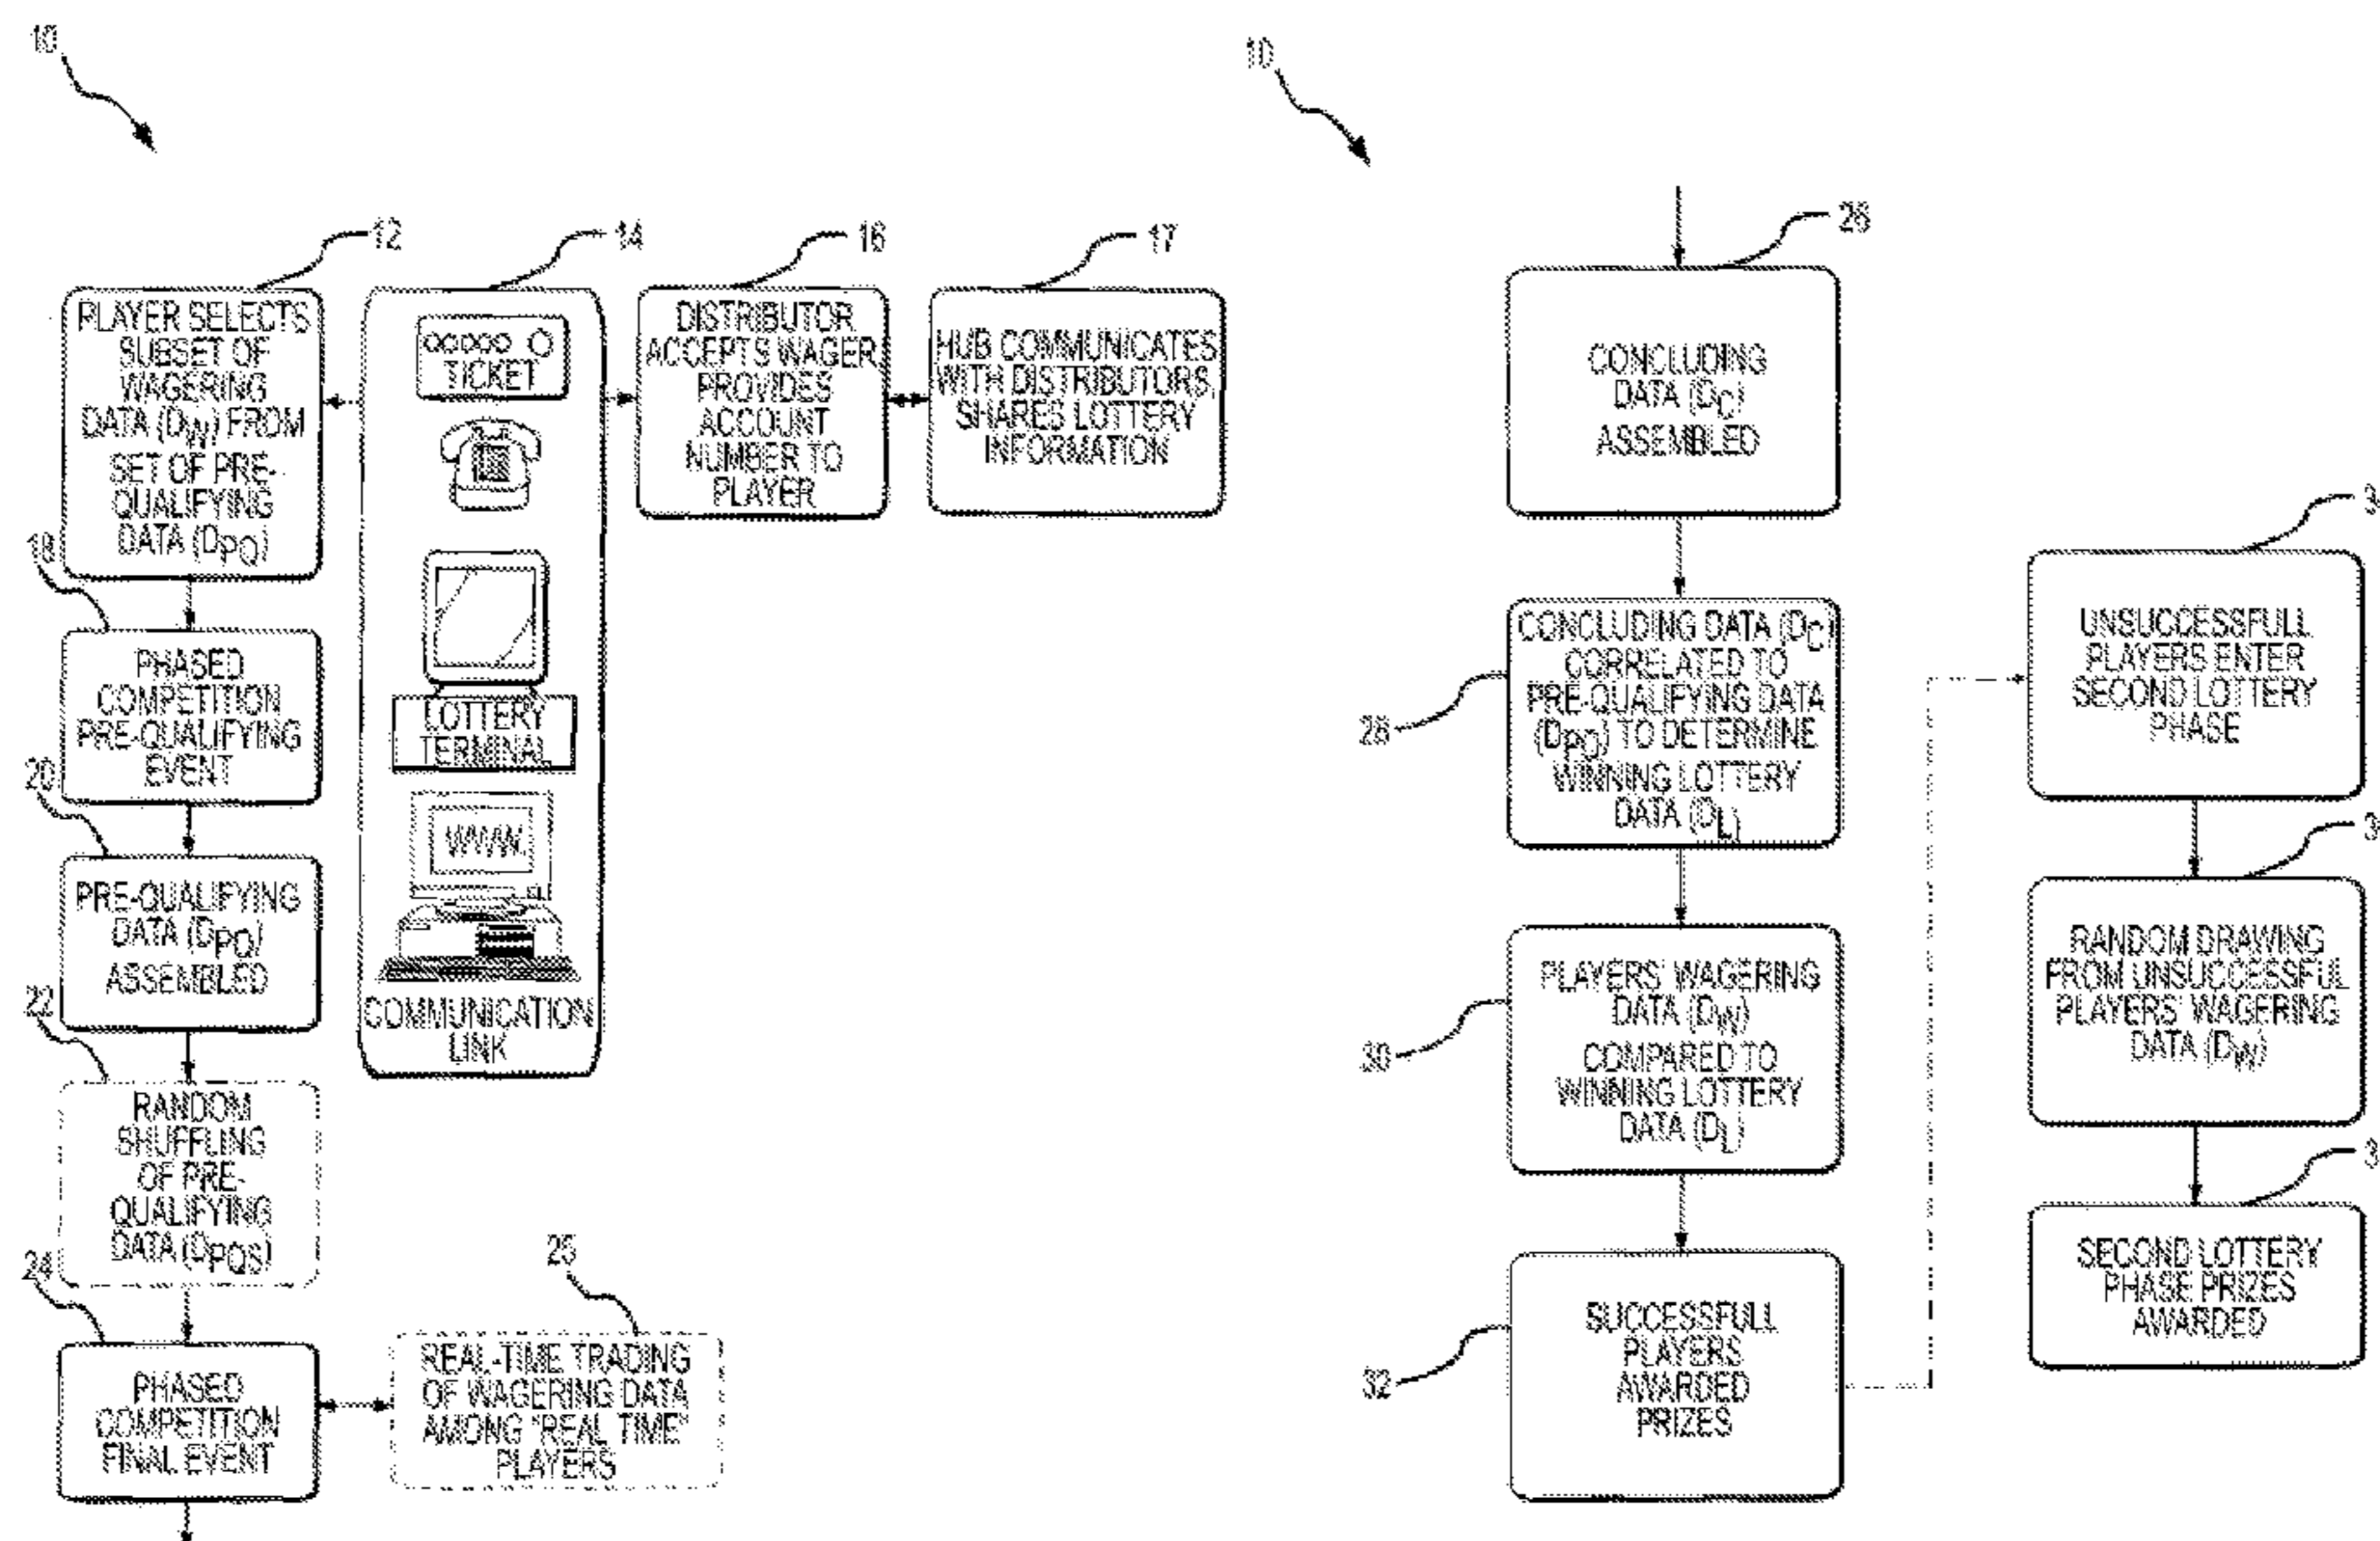 10
12
14
16
17
PLAYER SELECTS
SUBSET OF
WAGERING
DATA (DW) FROM
SET OF PRE-
QUALIFYING
DATA (DPQ)
TICKET
LOTTERY
TERMINAL
WWW.
COMMUNICATION
LINK
DISTRIBUTOR
ACCEPTS WAGER
PROVIDES
ACCOUNT
NUMBER TO
PLAYER
HUB COMMUNICATES
WITH DISTRIBUTORS,
SHARES LOTTERY
INFORMATION
18
PHASED
COMPETITION
PRE-QUALIFYING
EVENT
20
PRE-QUALIFYING
DATA (DPQ)
ASSEMBLED
22
RANDOM
SHUFFLING
OF PRE-
QUALIFYING
DATA (DPQS)
24
PHASED
COMPETITION
FINAL EVENT
25
REAL-TIME TRADING
OF WAGERING DATA
AMONG "REAL TIME"
PLAYERS
10
26
CONCLUDING
DATA (DC)
ASSEMBLED
28
CONCLUDING DATA (DC)
CORRELATED TO
PRE-QUALIFYING DATA
(DPQ) TO DETERMINE
WINNING LOTTERY
DATA (DL)
30
PLAYERS' WAGERING
DATA (DW)
COMPARED TO
WINNING LOTTERY
DATA (DL)
32
SUCCESSFULL
PLAYERS
AWARDED
PRIZES
3
UNSUCCESSFULL
PLAYERS ENTER
SECOND LOTTERY
PHASE
3
RANDOM DRAWING
FROM UNSUCCESSFUL
PLAYERS' WAGERING
DATA (DW)
3
SECOND LOTTERY
PHASE PRIZES
AWARDED